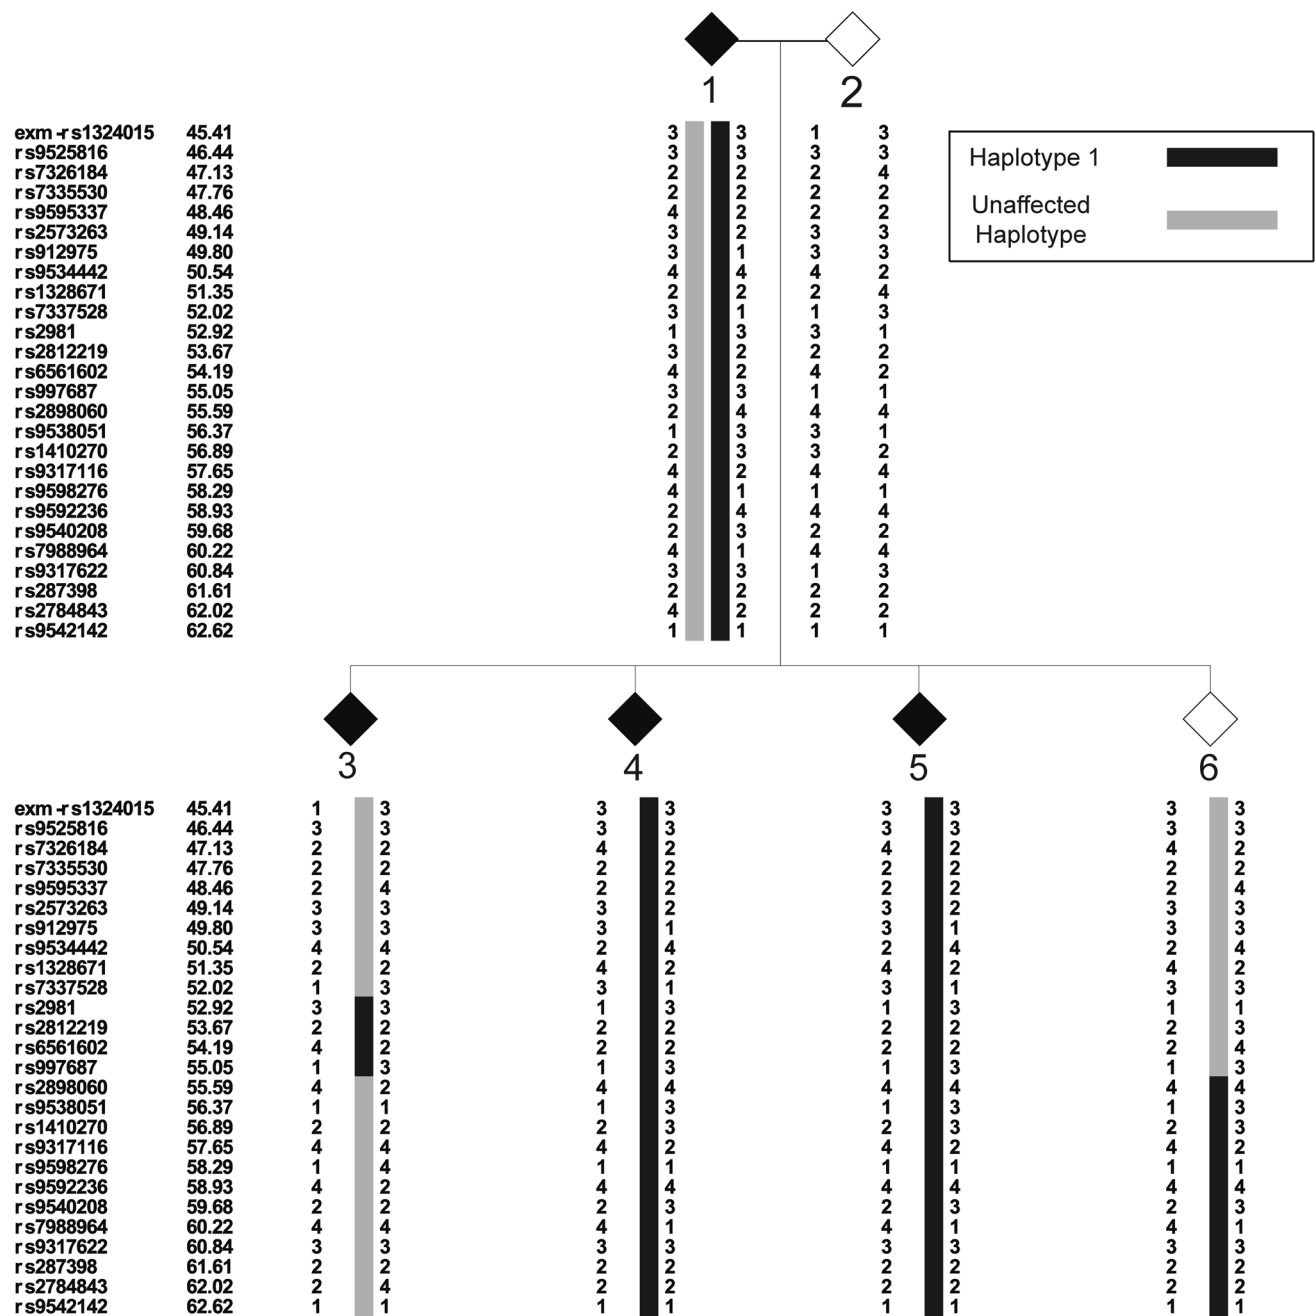 1 2
exm-rs1324015 45.41 3 3 1 3
rs9525816 46.44 3 3 3 3
rs7326184 47.13 2 2 2 4
rs7335530 47.76 2 2 2 2
rs9595337 48.46 4 2 2 2
rs2573263 49.14 3 2 3 3
rs912975 49.80 3 1 3 3
rs9534442 50.54 4 4 4 2
rs1328671 51.35 2 2 2 4
rs7337528 52.02 3 1 1 3
rs2981 52.92 1 3 3 1
rs2812219 53.67 3 2 2 2
rs6561602 54.19 4 2 4 2
rs997687 55.05 3 3 1 1
rs2898060 55.59 2 4 4 4
rs9538051 56.37 1 3 3 1
rs1410270 56.89 2 3 3 2
rs9317116 57.65 4 2 4 4
rs9598276 58.29 4 1 1 1
rs9592236 58.93 2 4 4 4
rs9540208 59.68 2 3 2 2
rs7988964 60.22 4 1 4 4
rs9317622 60.84 3 3 1 3
rs287398 61.61 2 2 2 2
rs2784843 62.02 4 2 2 2
rs9542142 62.62 1 1 1 1
Haplotype 1
Unaffected
Haplotype
3 4 5 6
exm-rs1324015 45.41 1 3 3 3 3 3 3 3
rs9525816 46.44 3 3 3 3 3 3 3 3
rs7326184 47.13 2 2 4 2 4 2 4 2
rs7335530 47.76 2 2 2 2 2 2 2 2
rs9595337 48.46 2 4 2 2 2 2 2 4
rs2573263 49.14 3 3 3 2 3 2 3 3
rs912975 49.80 3 3 3 1 3 1 3 3
rs9534442 50.54 4 4 2 4 2 4 2 4
rs1328671 51.35 2 2 4 2 4 2 4 2
rs7337528 52.02 1 3 3 1 3 1 3 3
rs2981 52.92 3 3 1 3 1 3 1 1
rs2812219 53.67 2 2 2 2 2 2 2 3
rs6561602 54.19 4 2 2 2 2 2 2 4
rs997687 55.05 1 3 1 3 1 3 1 3
rs2898060 55.59 4 2 4 4 4 4 4 4
rs9538051 56.37 1 1 1 3 1 3 1 3
rs1410270 56.89 2 2 2 3 2 3 2 3
rs9317116 57.65 4 4 4 2 4 2 4 2
rs9598276 58.29 1 4 1 1 1 1 1 1
rs9592236 58.93 4 2 4 4 4 4 4 4
rs9540208 59.68 2 2 2 3 2 3 2 3
rs7988964 60.22 4 4 4 1 4 1 4 1
rs9317622 60.84 3 3 3 3 3 3 3 3
rs287398 61.61 2 2 2 2 2 2 2 2
rs2784843 62.02 2 4 2 2 2 2 2 2
rs9542142 62.62 1 1 1 1 1 1 1 1